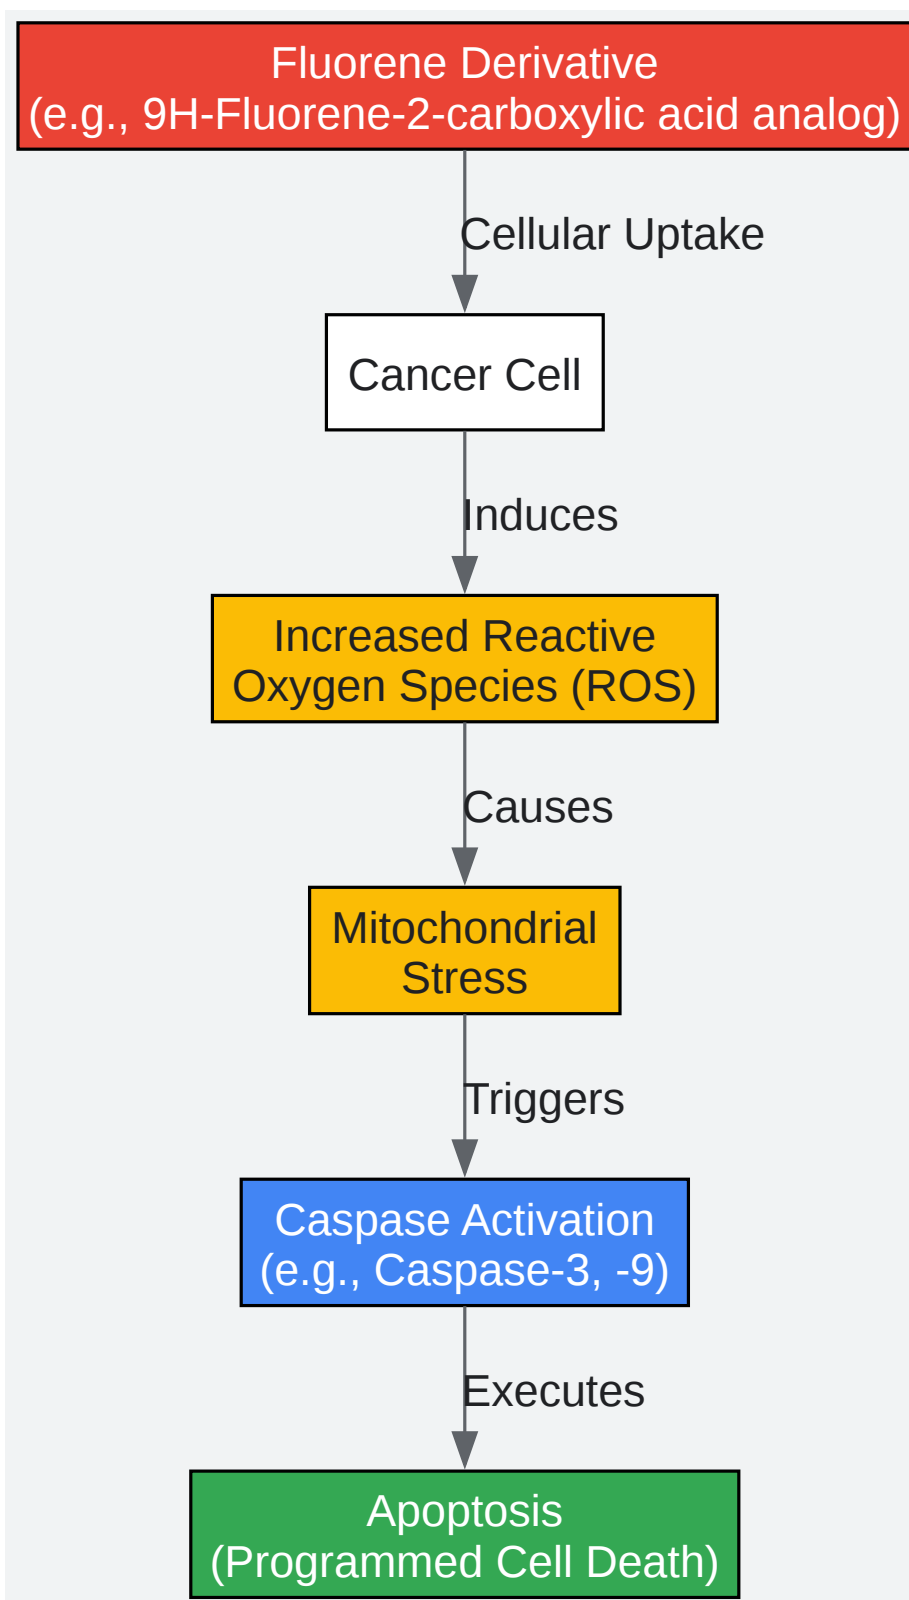 Fluorene Derivative
(e.g., 9H-Fluorene-2-carboxylic acid analog)
Cellular Uptake
Cancer Cell
Induces
Increased Reactive
Oxygen Species (ROS)
Causes
Mitochondrial
Stress
Triggers
Caspase Activation
(e.g., Caspase-3, -9)
Executes
Apoptosis
(Programmed Cell Death)